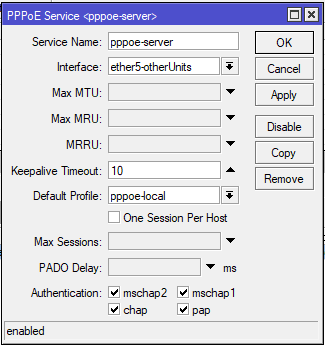 PPPoE Service <pppoe-server>
Service Name: pppoe-server
OK
Interface: ether5-otherUnits
Cancel
Max MTU:
Apply
Max MRU:
Disable
MRRU:
Copy
Keepalive Timeout: 10
Remove
Default Profile: pppoe-local
One Session Per Host
Max Sessions:
PADO Delay: ms
Authentication: mschap2 mschap1
chap pap
enabled